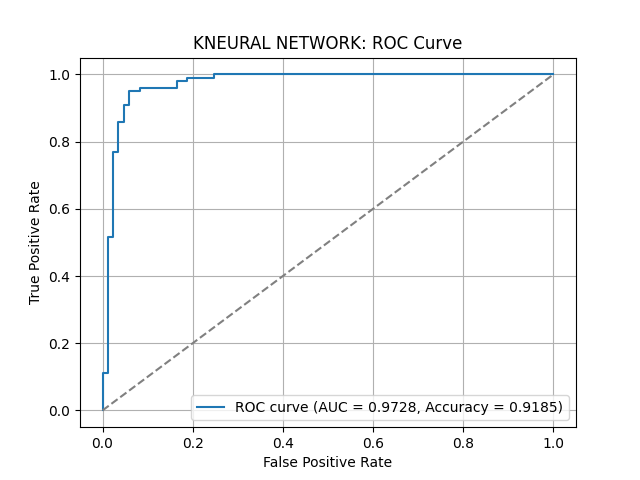 KNEURAL NETWORK: ROC Curve
1.0
0.8
0.6
0.4
0.2
0.0
True Positive Rate
ROC curve (AUC = 0.9728, Accuracy = 0.9185)
0.0 0.2 0.4 0.6 0.8 1.0
False Positive Rate